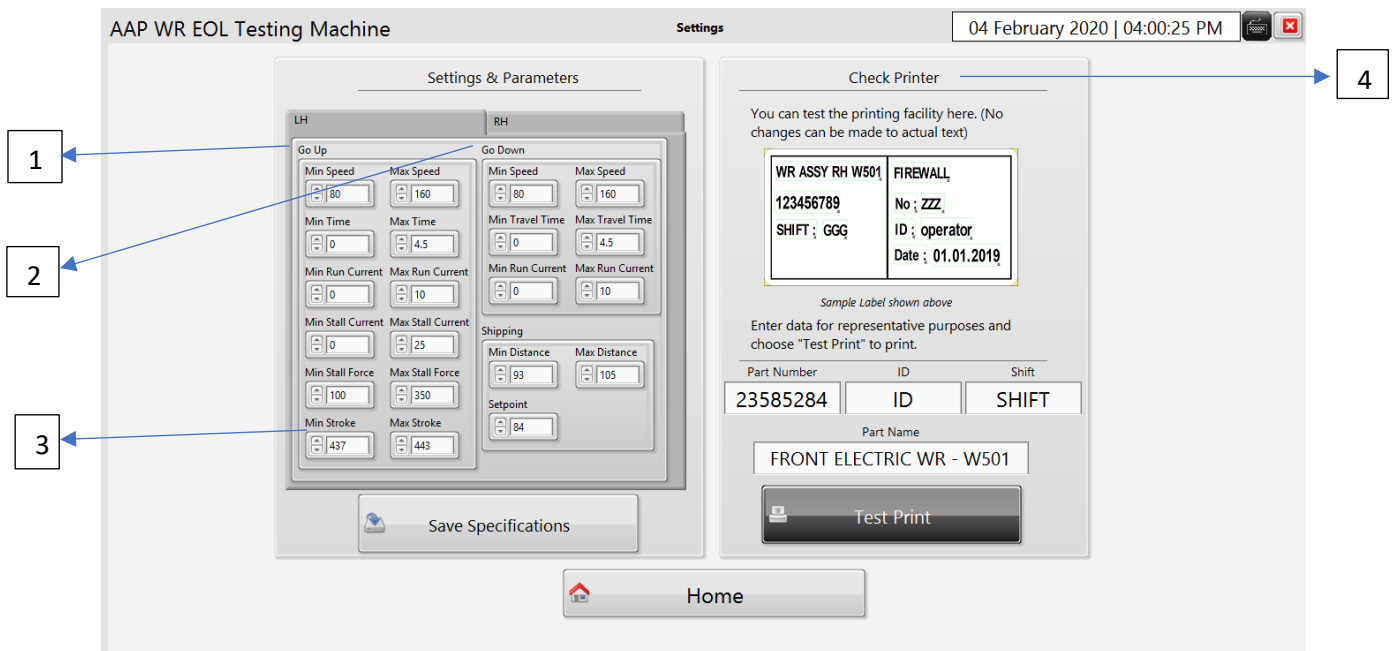 AAP WR EOL Testing Machine
Settings
04 February 2020 | 04:00:25 PM
Settings & Parameters
LH
RH
Go Up
Min Speed Max Speed
80 160
Min Time Max Time
0 4.5
Min Run Current Max Run Current
0 10
Min Stall Current Max Stall Current
0 25
Min Stall Force Max Stall Force
100 350
Min Stroke Max Stroke
437 443
Go Down
Min Speed Max Speed
80 160
Min Travel Time Max Travel Time
0 4.5
Min Run Current Max Run Current
0 10
Shipping
Min Distance Max Distance
93 105
Setpoint
84
Save Specifications
Check Printer
You can test the printing facility here. (No
changes can be made to actual text)
WR ASSY RH W501
123456789
SHIFT : GGG
FIREWALL
No : ZZZ
ID : operator
Date : 01.01.2019
Sample Label shown above
Enter data for representative purposes and
choose "Test Print" to print.
Part Number ID Shift
23585284 ID SHIFT
Part Name
FRONT ELECTRIC WR - W501
Test Print
Home
1
2
3
4